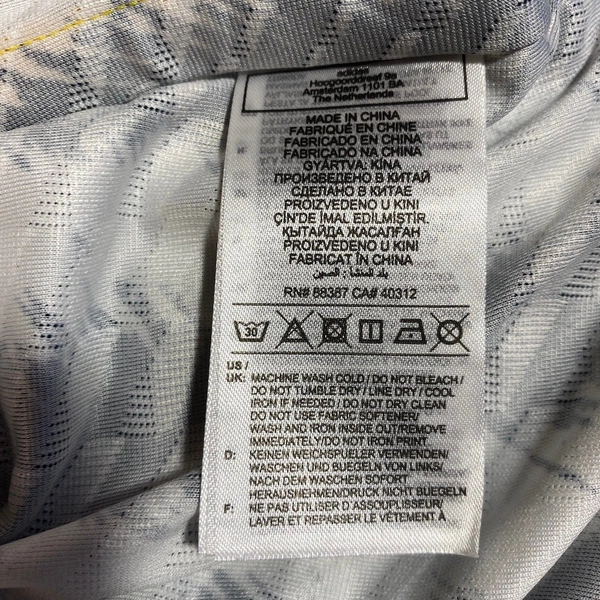 adidas
Hoogoorddreef 9a
Amsterdam 1101 BA
The Netherlands
MADE IN CHINA
FABRIQUÉ EN CHINE
FABRICADO EN CHINA
FABRICADO NA CHINA
GYÁRTVA: KÍNA
ПРОИЗВЕДЕНО В КИТАЙ
СДЕЛАНО В КИТАЕ
PROIZVEDENO U KINI
ÇİN'DE İMAL EDİLMİŞTİR.
ҚЫТАЙДА ЖАСАЛҒАН
PROIZVEDENO U KINI
FABRICAT ÎN CHINA
بلد المنشأ : الصين
RN# 88387 CA# 40312
30
US /
UK: MACHINE WASH COLD / DO NOT BLEACH /
DO NOT TUMBLE DRY / LINE DRY / COOL
IRON IF NEEDED / DO NOT DRY CLEAN
DO NOT USE FABRIC SOFTENER/
WASH AND IRON INSIDE OUT/REMOVE
IMMEDIATELY/DO NOT IRON PRINT
D: KEINEN WEICHSPUELER VERWENDEN/
WASCHEN UND BUEGELN VON LINKS/
NACH DEM WASCHEN SOFORT
HERAUSNEHMEN/DRUCK NICHT BUEGELN
F: NE PAS UTILISER D'ASSOUPLISEUR/
LAVER ET REPASSER LE VÊTEMENT À